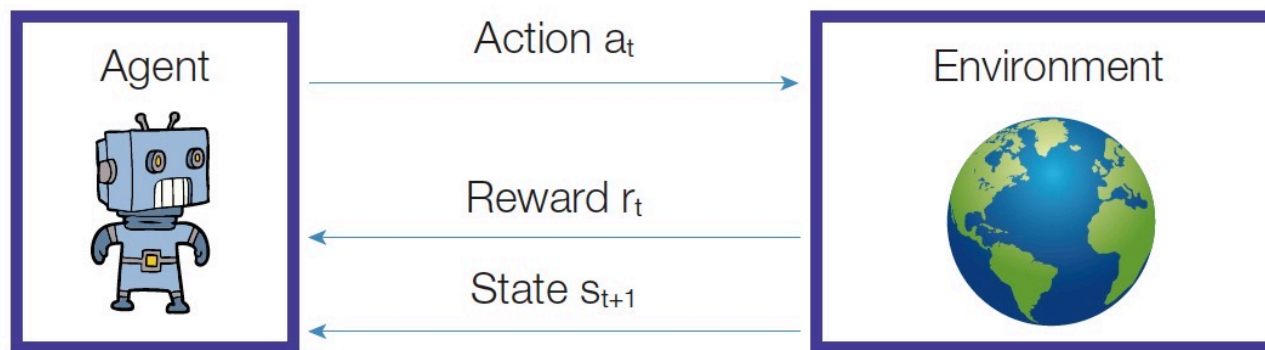 Agent
Action aₜ
Environment
Reward rₜ
State sₜ₊₁